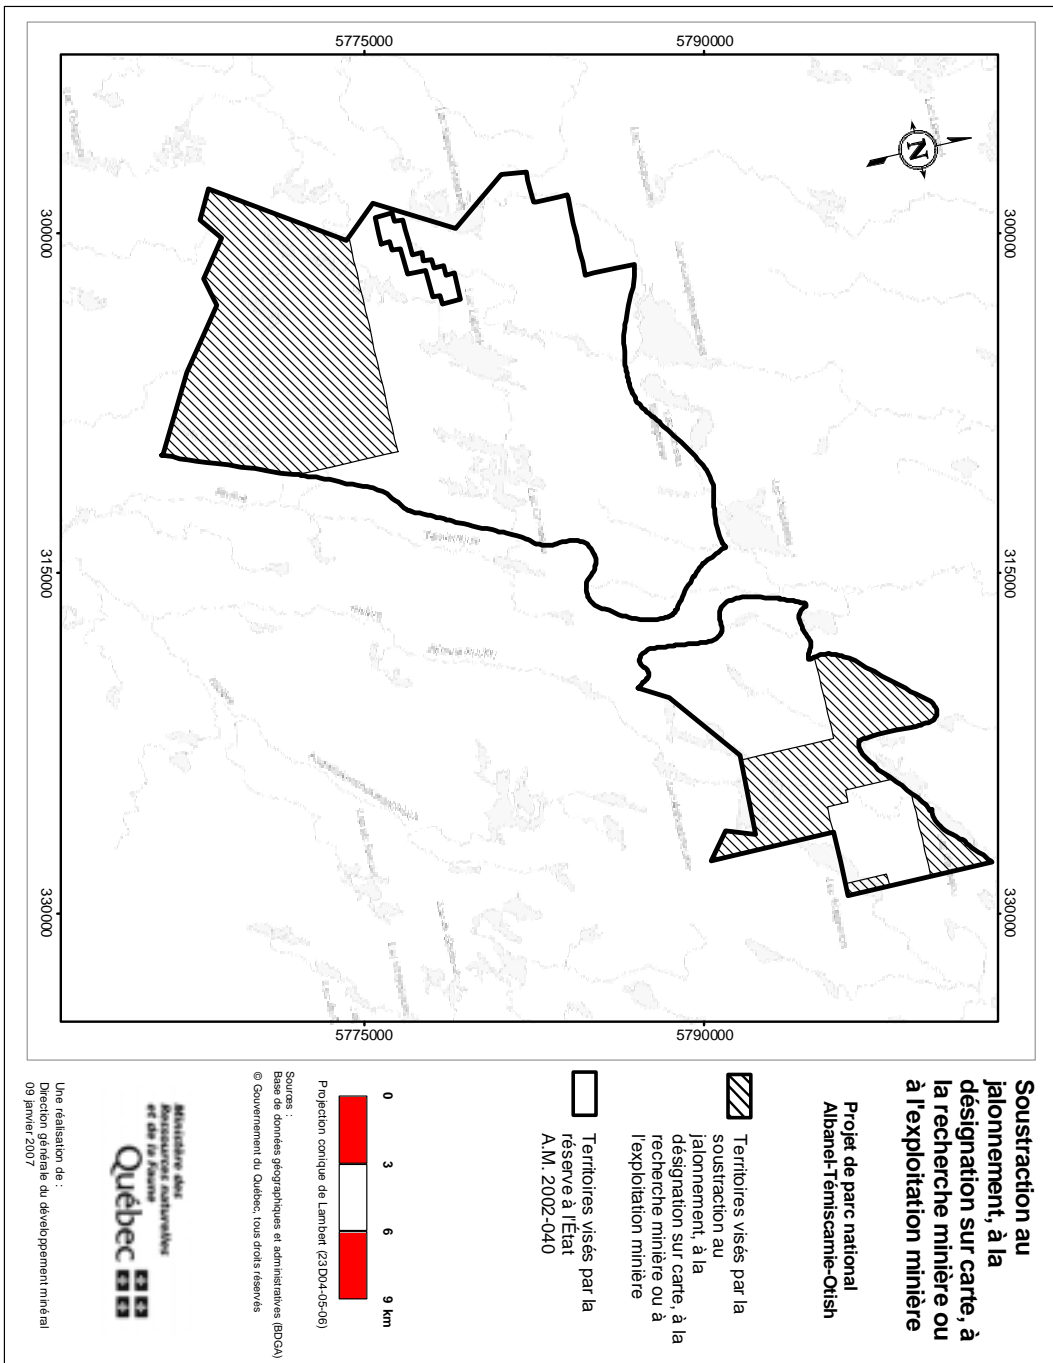 Soustraction au
jalonnement, à la
désignation sur carte, à
la recherche minière ou
à l'exploitation minière
Projet de parc national
Albanel-Témiscamie-Otish
Territoires visés par la
soustraction au
jalonnement, à la
désignation sur carte, à la
recherche minière ou à
l'exploitation minière
Territoires visés par la
réserve à l'État
A.M. 2002-040
0 3 6 9 km
Projection conique de Lambert (23D04-05-06)
Sources :
Base de données géographiques et administratives (BDGA)
© Gouvernement du Québec, tous droits réservés
Ministère des
Ressources naturelles
et de la Faune
Québec
Une réalisation de :
Direction générale du développement minéral
09 janvier 2007
300000 315000 330000
5790000 5790000
5775000 5775000
300000 315000 330000
N